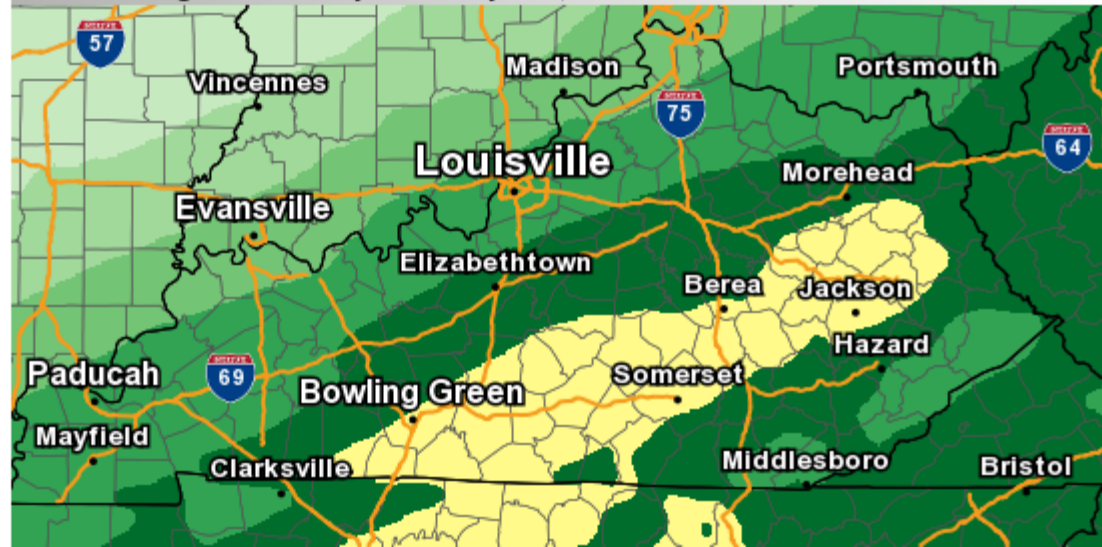 57
Vincennes
Madison
Portsmouth
75
64
Louisville
Morehead
Evansville
Elizabethtown
Berea
Jackson
Hazard
Paducah
69
Somerset
Bowling Green
Mayfield
Clarksville
Middlesboro
Bristol